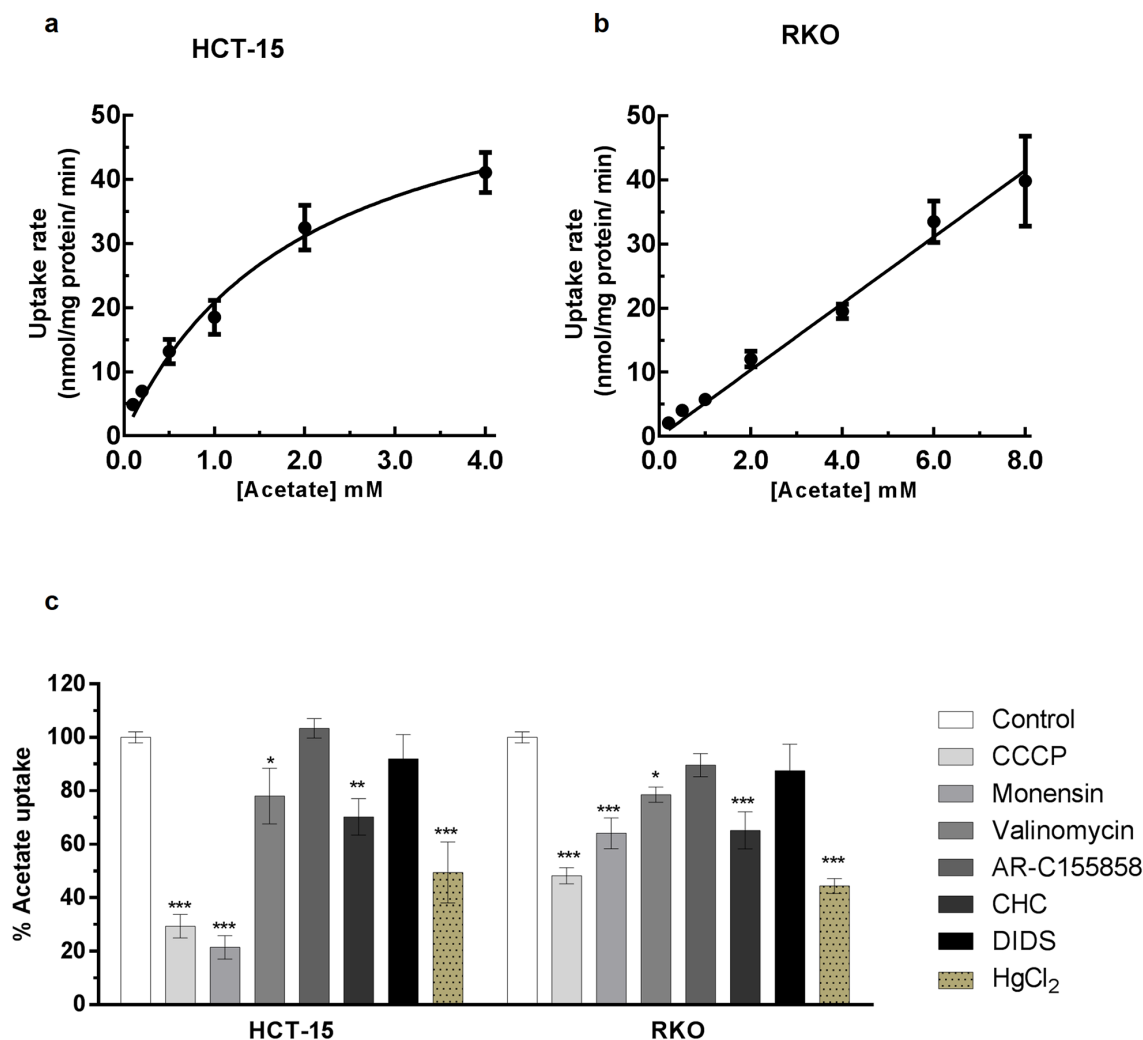 a
HCT-15
50
40
30
20
10
0
Uptake rate
(nmol/mg protein/ min)
0.0 1.0 2.0 3.0 4.0
[Acetate] mM
b
RKO
50
40
30
20
10
0
Uptake rate
(nmol/mg protein/ min)
0.0 2.0 4.0 6.0 8.0
[Acetate] mM
c
120
100
80
60
40
20
0
% Acetate uptake
*** *** * ** ***
*** *** * *** ***
HCT-15 RKO
Control
CCCP
Monensin
Valinomycin
AR-C155858
CHC
DIDS
HgCl₂